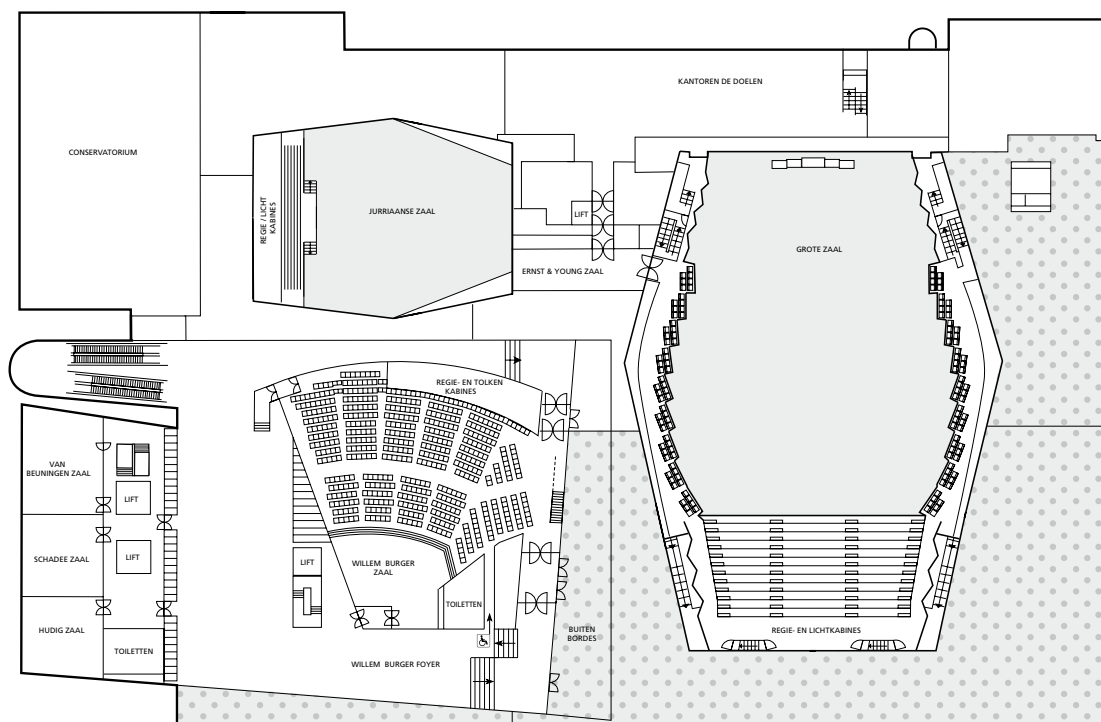 KANTOREN DE DOELEN
CONSERVATORIUM
REGIE / LICHT
KABINES
JURRIAANSE ZAAL
LIFT
GROTE ZAAL
ERNST & YOUNG ZAAL
REGIE- EN TOLKEN
KABINES
VAN
BEUNINGEN ZAAL
LIFT
SCHADEE ZAAL
LIFT
LIFT
WILLEM BURGER
ZAAL
TOILETTEN
HUDIG ZAAL
TOILETTEN
BUITEN
BORDES
REGIE- EN LICHTKABINES
WILLEM BURGER FOYER